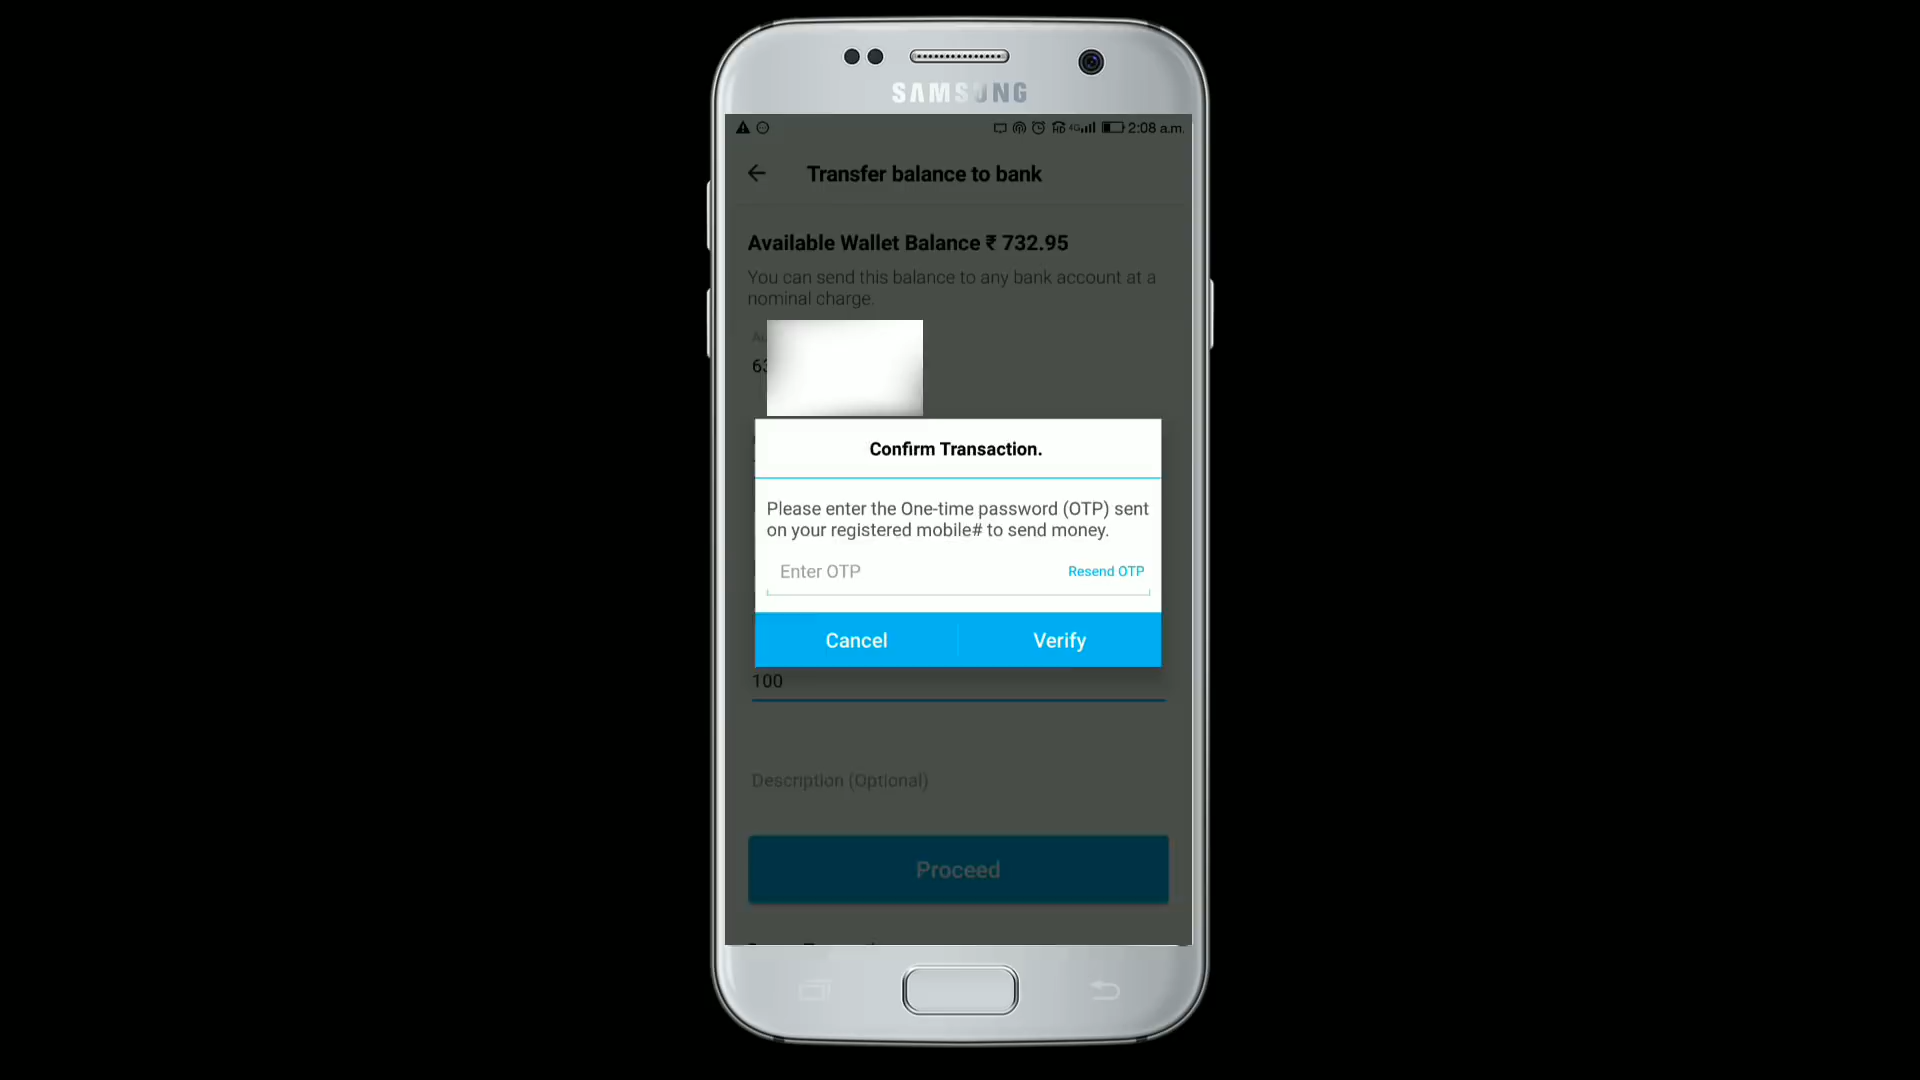 SAMSUNG
HD 4G 2:08 a.m.
Transfer balance to bank
Available Wallet Balance ₹ 732.95
You can send this balance to any bank account at a
nominal charge.
Confirm Transaction.
Please enter the One-time password (OTP) sent
on your registered mobile# to send money.
Enter OTP Resend OTP
Cancel Verify
100
Description (Optional)
Proceed